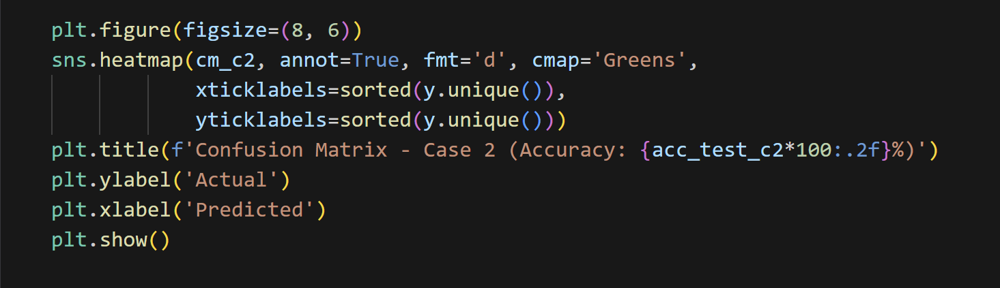 plt.figure(figsize=(8, 6))
sns.heatmap(cm_c2, annot=True, fmt='d', cmap='Greens',
            xticklabels=sorted(y.unique()),
            yticklabels=sorted(y.unique()))
plt.title(f'Confusion Matrix - Case 2 (Accuracy: {acc_test_c2*100:.2f}%)')
plt.ylabel('Actual')
plt.xlabel('Predicted')
plt.show()